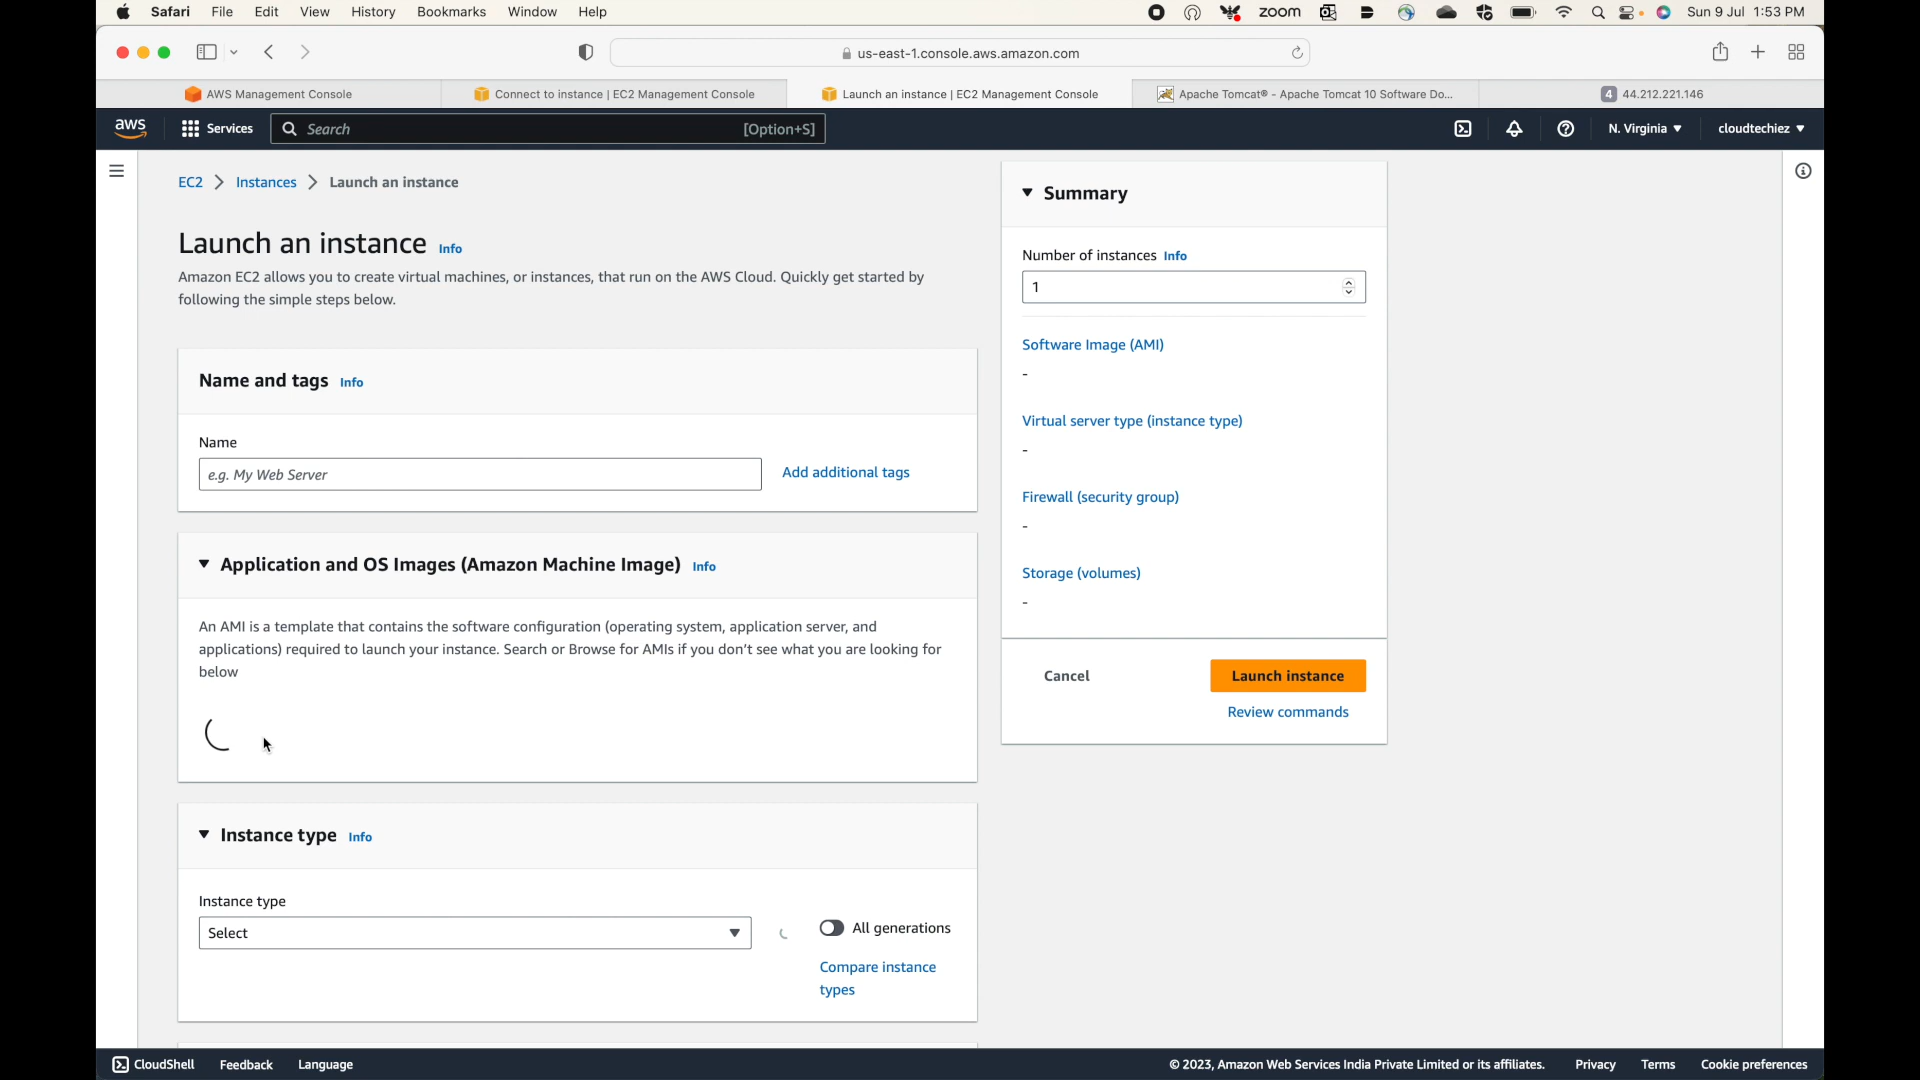 Safari File Edit View History Bookmarks Window Help zoom Sun 9 Jul 1:53 PM
us-east-1.console.aws.amazon.com
AWS Management Console Connect to instance | EC2 Management Console Launch an instance | EC2 Management Console Apache Tomcat® - Apache Tomcat 10 Software Do... 4 44.212.221.146
aws Services Search [Option+S] N. Virginia cloudtechiez
EC2 Instances Launch an instance
Launch an instance Info
Amazon EC2 allows you to create virtual machines, or instances, that run on the AWS Cloud. Quickly get started by
following the simple steps below.
Name and tags Info
Name
e.g. My Web Server Add additional tags
Application and OS Images (Amazon Machine Image) Info
An AMI is a template that contains the software configuration (operating system, application server, and
applications) required to launch your instance. Search or Browse for AMIs if you don't see what you are looking for
below
Instance type Info
Instance type
Select All generations
Compare instance
types
Summary
Number of instances Info
1
Software Image (AMI)
-
Virtual server type (instance type)
-
Firewall (security group)
-
Storage (volumes)
-
Cancel Launch instance
Review commands
CloudShell Feedback Language © 2023, Amazon Web Services India Private Limited or its affiliates. Privacy Terms Cookie preferences